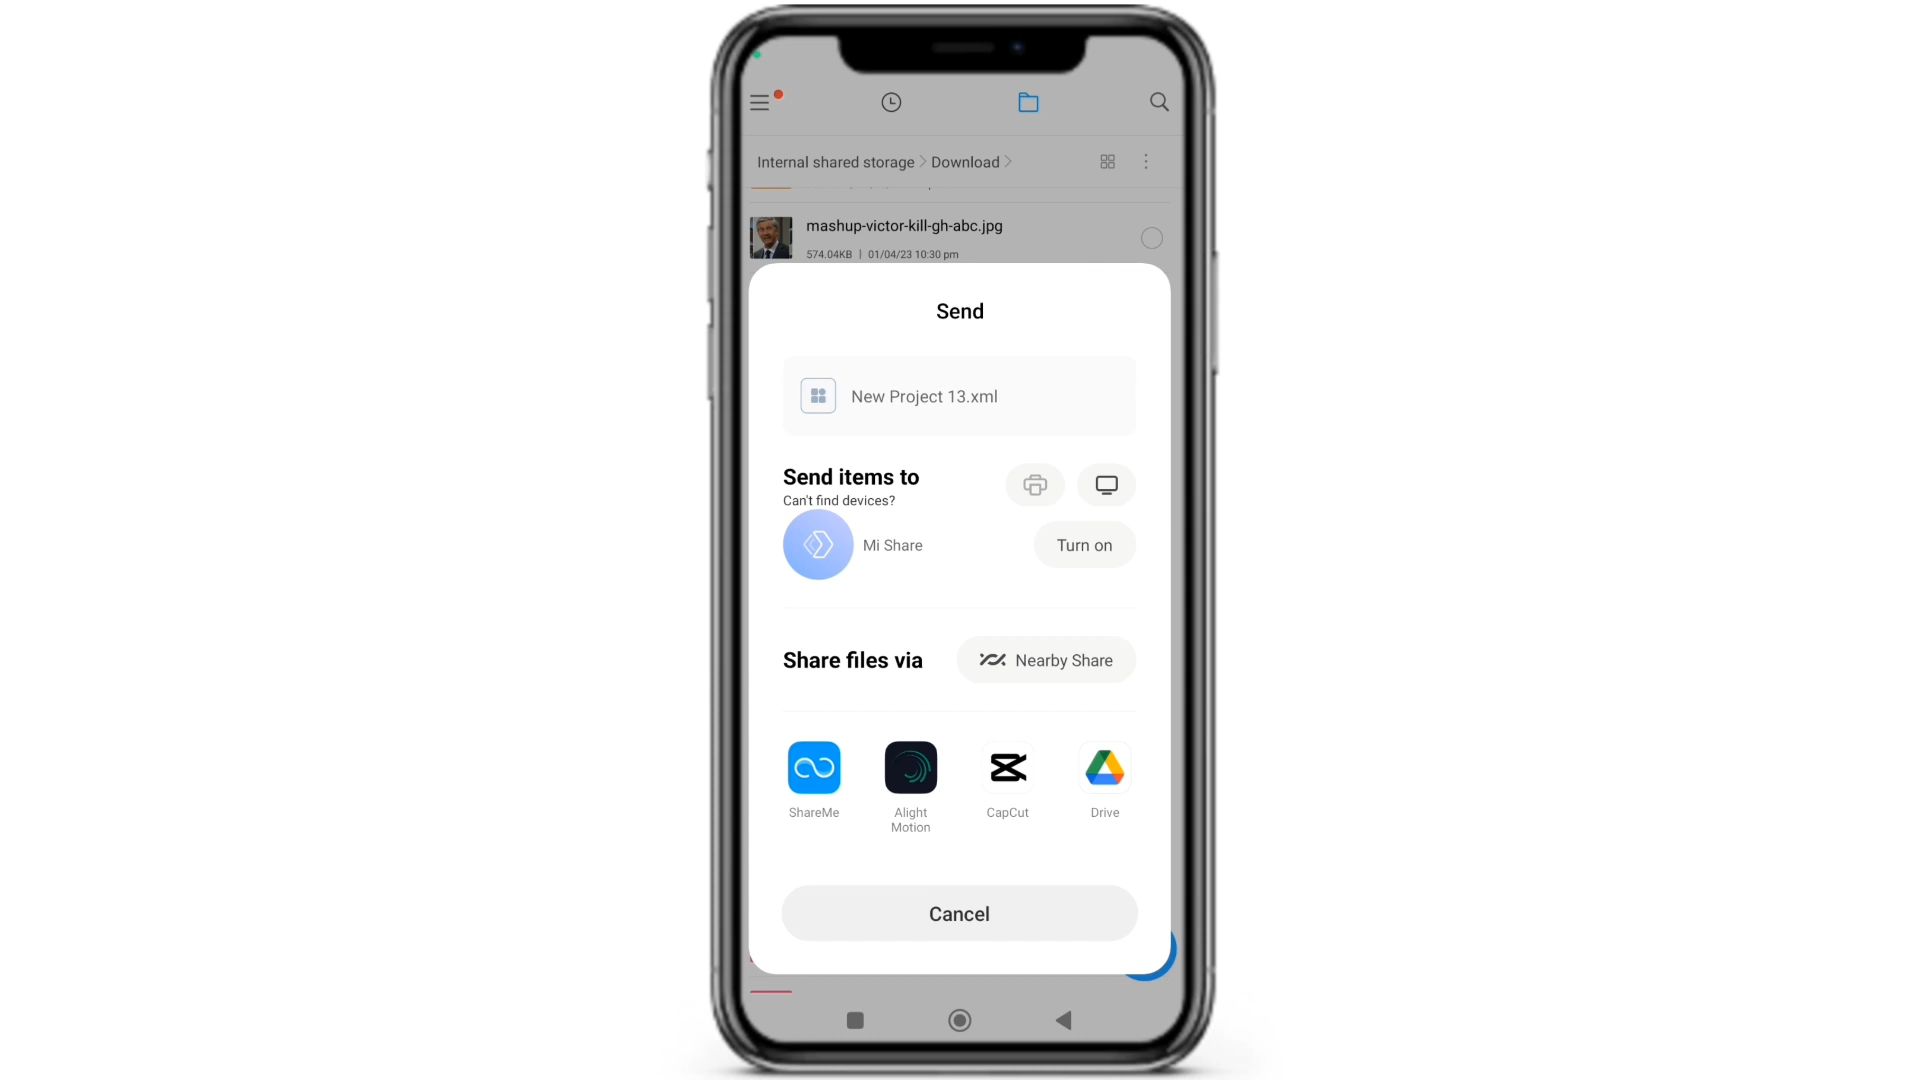 Internal shared storage > Download >
mashup-victor-kill-gh-abc.jpg
574.04KB | 01/04/23 10:30 pm
Send
New Project 13.xml
Send items to
Can't find devices?
Mi Share
Turn on
Share files via
Nearby Share
ShareMe
Alight
Motion
CapCut
Drive
Cancel